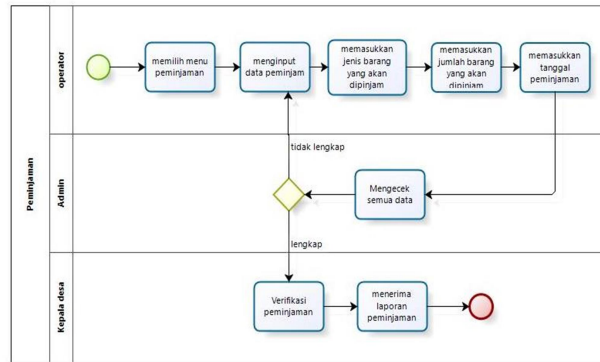 Peminjaman
operator
memilih menu
peminjaman
menginput
data peminjam
memasukkan
jenis barang
yang akan
dipinjam
memasukkan
jumlah barang
yang akan
dipinjam
memasukkan
tanggal
peminjaman
Admin
tidak lengkap
Mengecek
semua data
lengkap
Kepala desa
Verifikasi
peminjaman
menerima
laporan
peminjaman